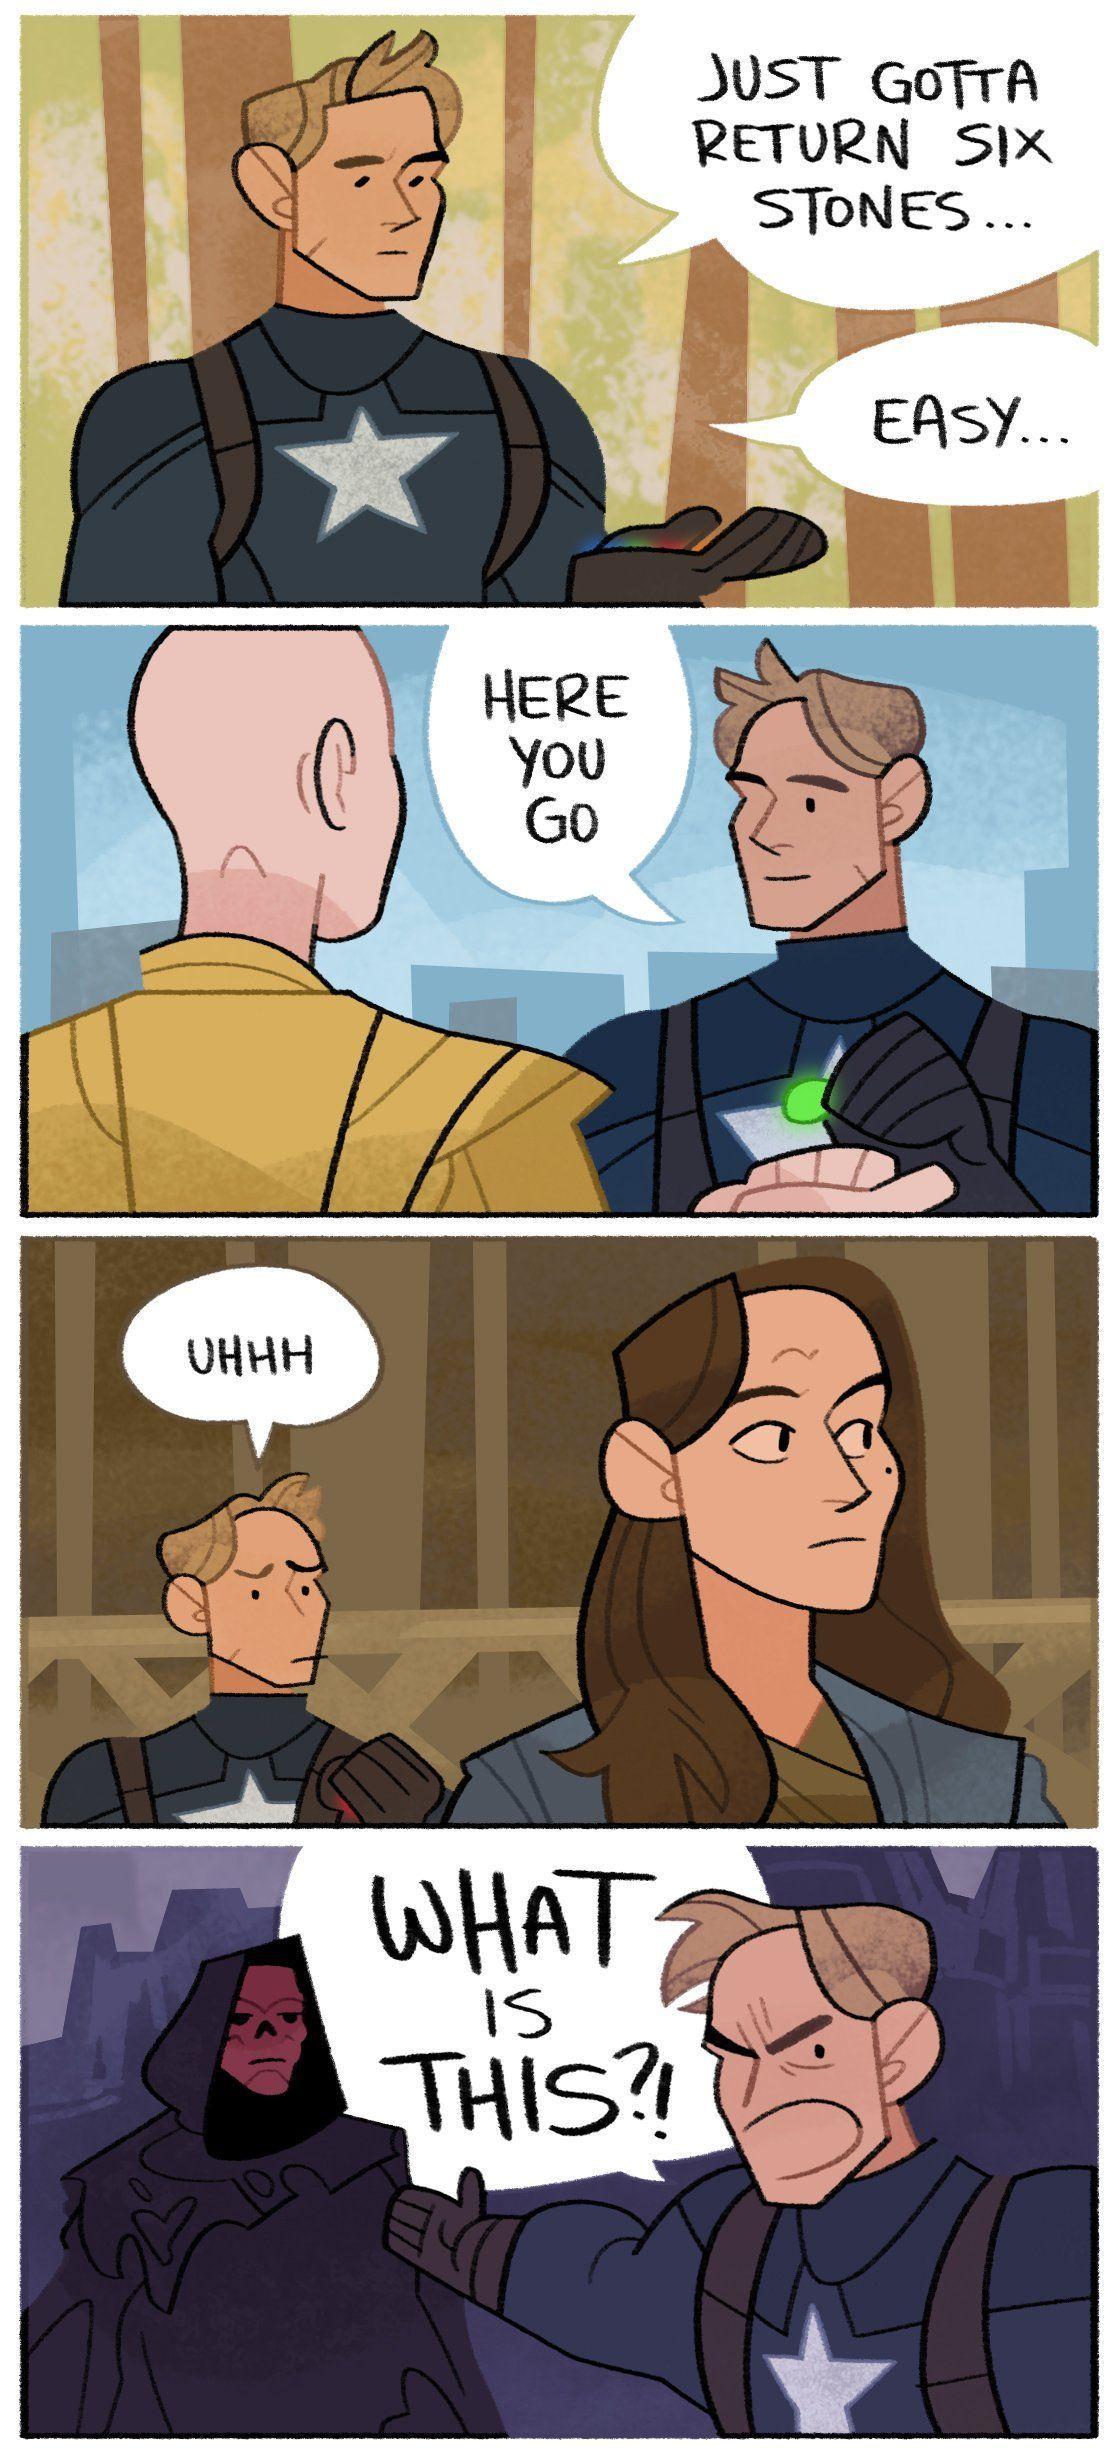 JUST GOTTA
RETURN SIX
STONES...
EASY...
HERE
YOU
GO
UHHH
WHAT
IS
THIS?!